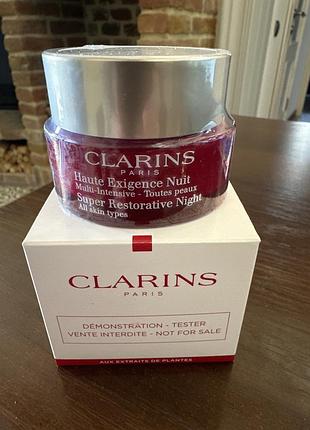 CLARINS
PARIS
Haute Exigence Nuit
Multi-Intensive - Toutes peaux
Super Restorative Night
All skin types
CLARINS
PARIS
DÉMONSTRATION - TESTER
VENTE INTERDITE - NOT FOR SALE
AUX EXTRAITS DE PLANTES